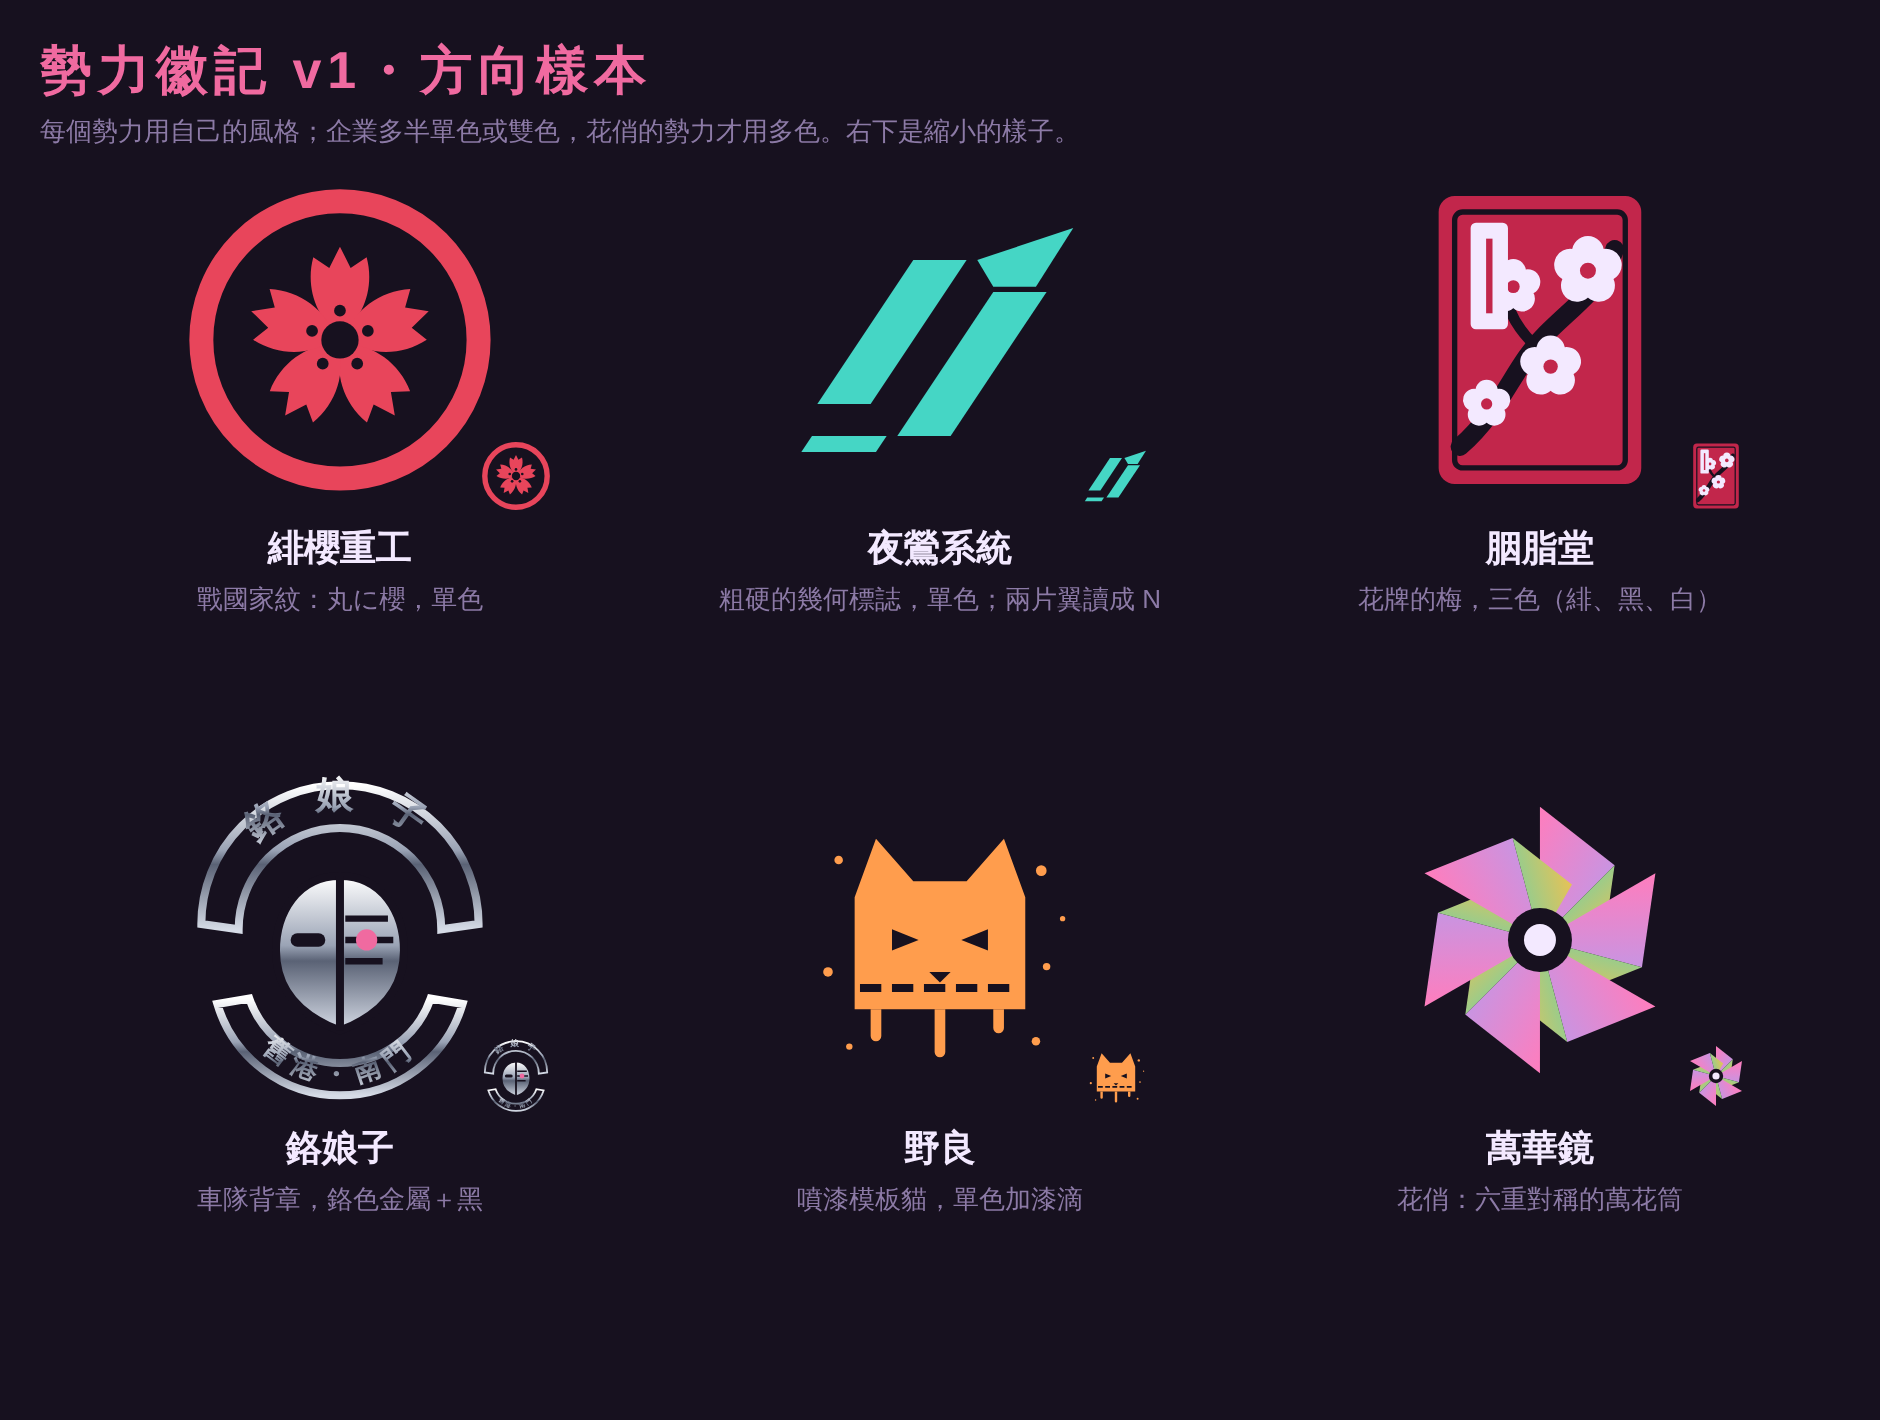 勢力徽記 v1・方向樣本
每個勢力用自己的風格；企業多半單色或雙色，花俏的勢力才用多色。右下是縮小的樣子。
緋櫻重工
戰國家紋：丸に櫻，單色
夜鶯系統
粗硬的幾何標誌，單色；兩片翼讀成 N
胭脂堂
花牌的梅，三色（緋、黑、白）
鉻娘子
舊港・南門
鉻娘子
車隊背章，鉻色金屬＋黑
野良
噴漆模板貓，單色加漆滴
萬華鏡
花俏：六重對稱的萬花筒